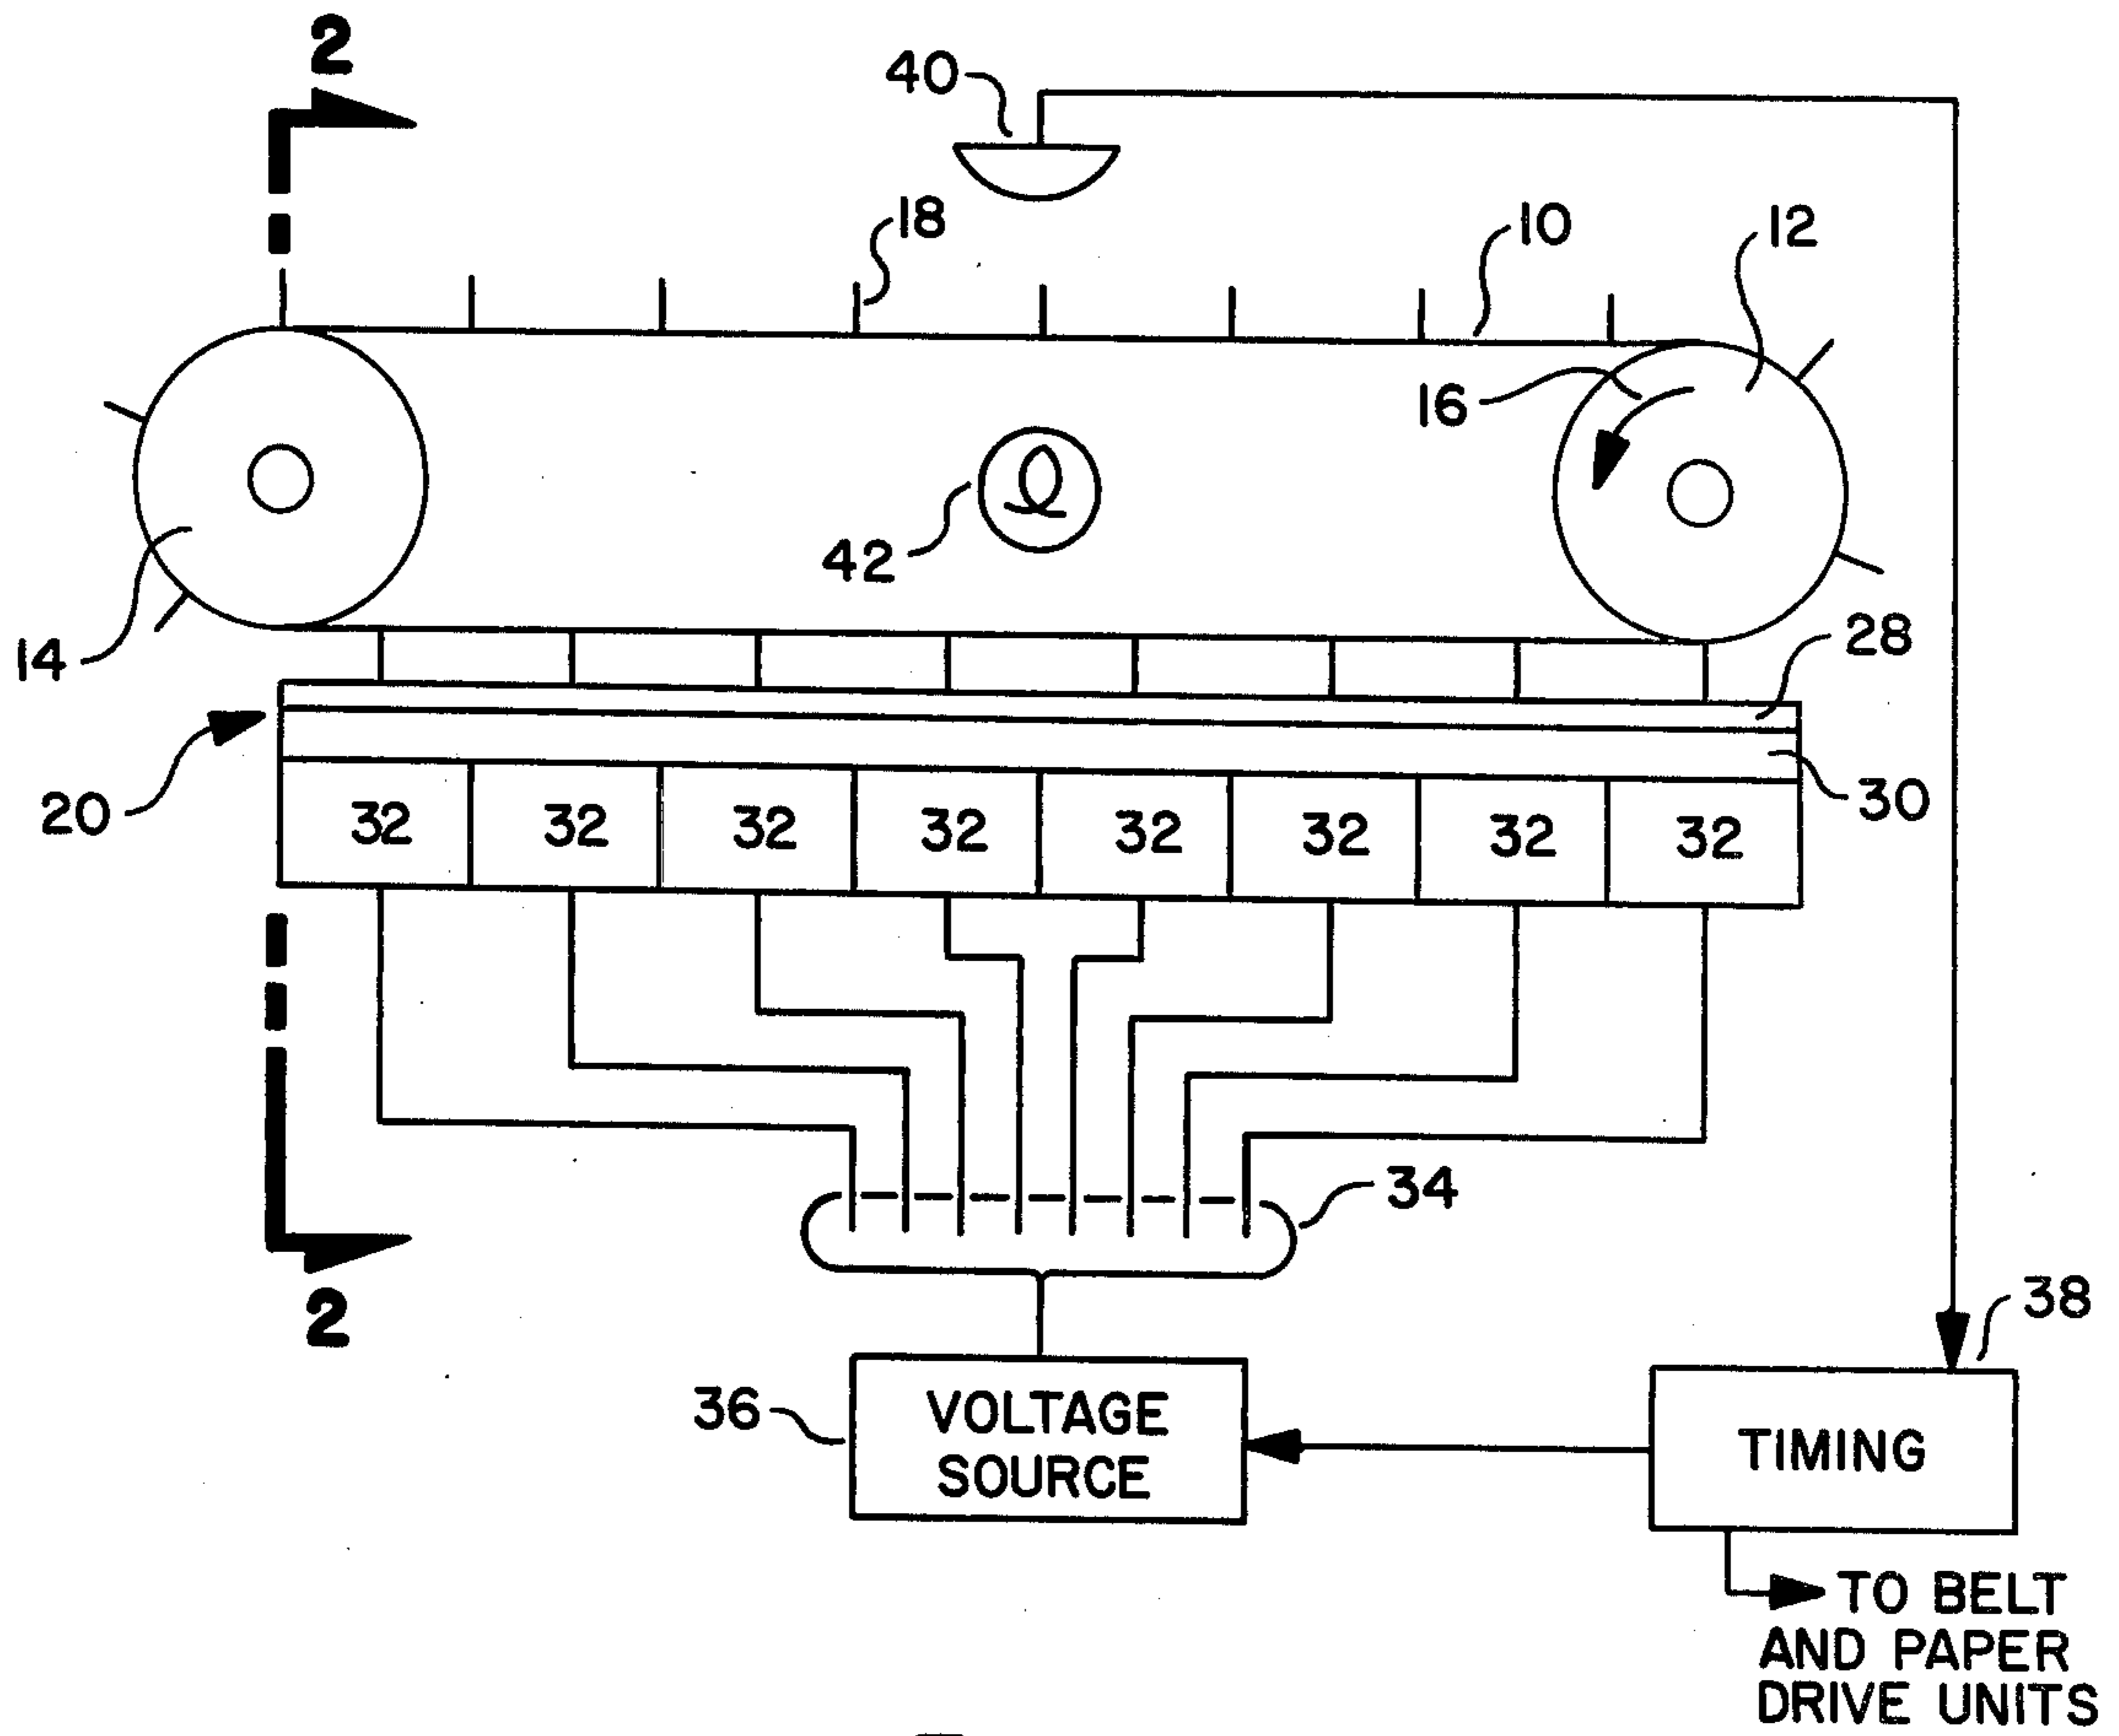 2
40
18
10
12
16
42
14
28
20
30
32 32 32 32 32 32 32 32
34
2
38
36
VOLTAGE
SOURCE
TIMING
TO BELT
AND PAPER
DRIVE UNITS